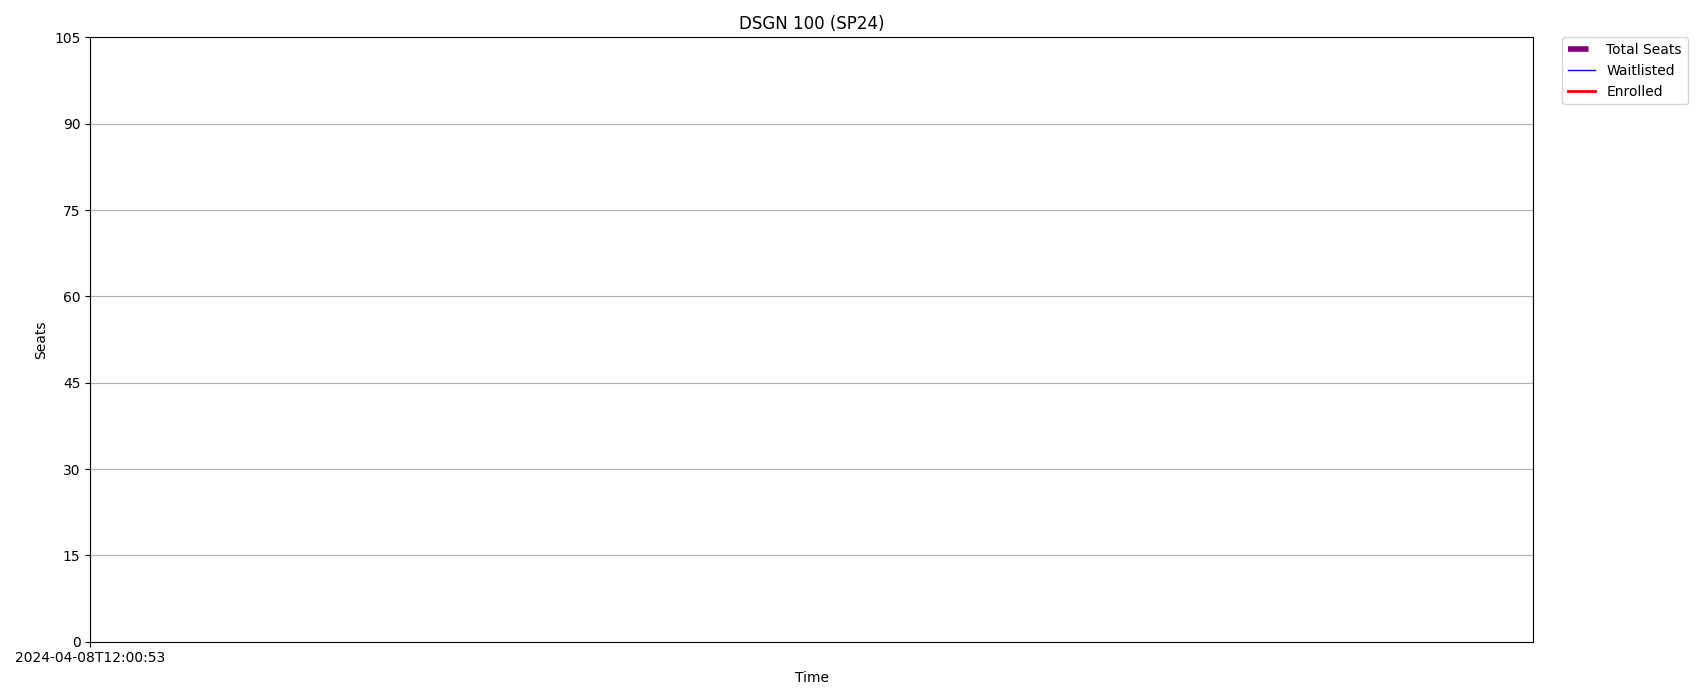 DSGN 100 (SP24)
105
90
75
60
45
30
15
0
Seats
2024-04-08T12:00:53
Time
Total Seats
Waitlisted
Enrolled